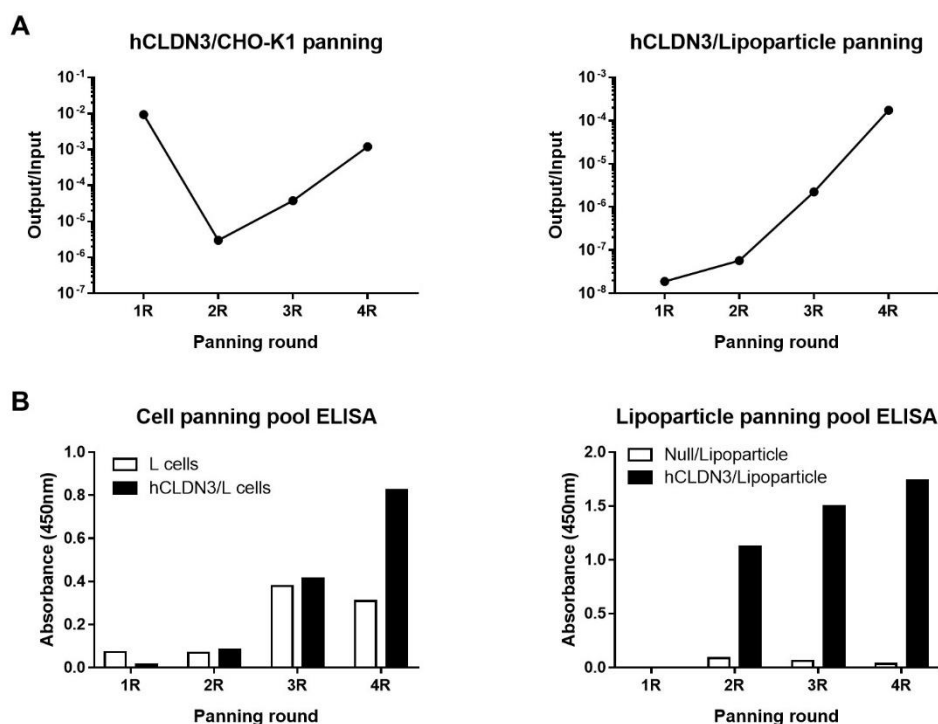 A
hCLDN3/CHO-K1 panning
Output/Input
10-1
10-2
10-3
10-4
10-5
10-6
10-7
1R 2R 3R 4R
Panning round
hCLDN3/Lipoparticle panning
Output/Input
10-3
10-4
10-5
10-6
10-7
10-8
1R 2R 3R 4R
Panning round
B
Cell panning pool ELISA
Absorbance (450nm)
1.0
0.8
0.6
0.4
0.2
0.0
L cells
hCLDN3/L cells
1R 2R 3R 4R
Panning round
Lipoparticle panning pool ELISA
Absorbance (450nm)
2.0
1.5
1.0
0.5
0.0
Null/Lipoparticle
hCLDN3/Lipoparticle
1R 2R 3R 4R
Panning round